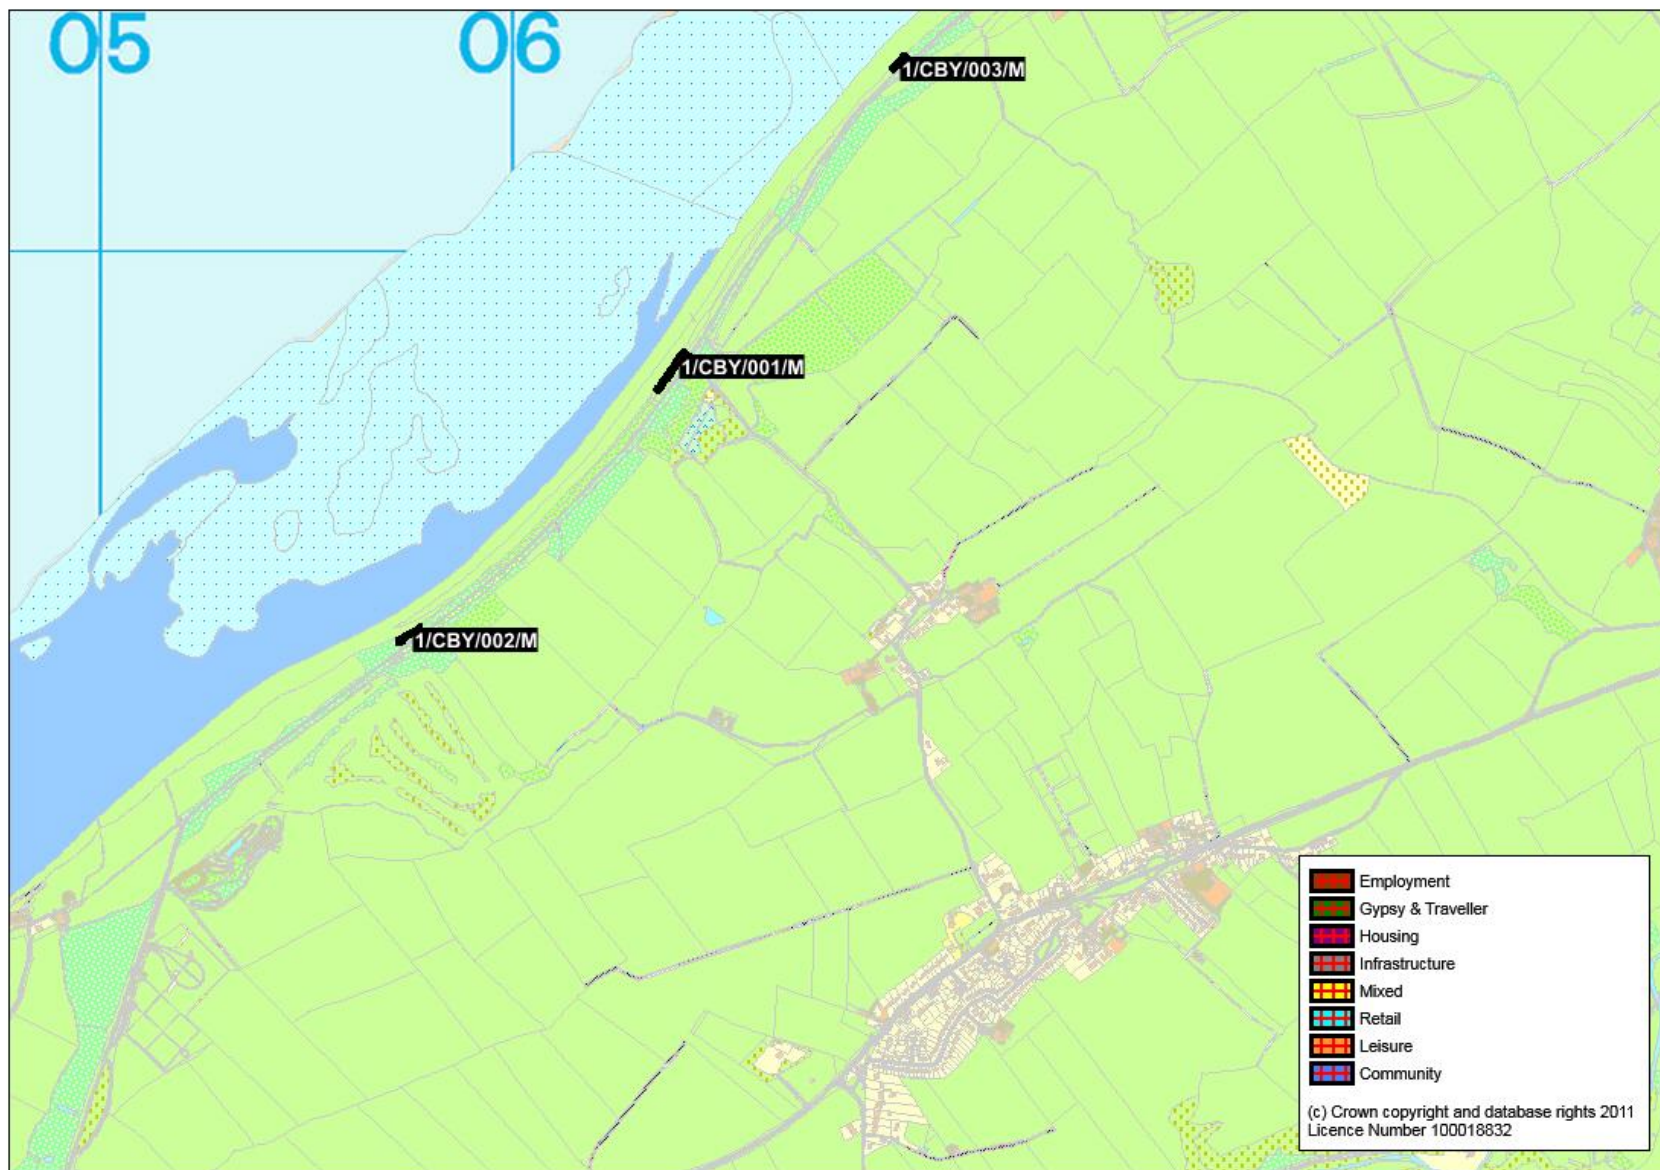 05
06
1/CBY/003/M
1/CBY/001/M
1/CBY/002/M
Employment
Gypsy & Traveller
Housing
Infrastructure
Mixed
Retail
Leisure
Community
(c) Crown copyright and database rights 2011
Licence Number 100018832